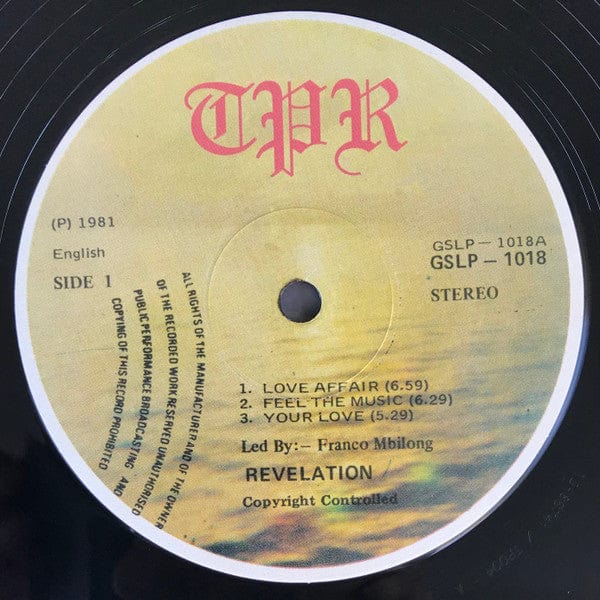 TPR
(P) 1981
English
SIDE 1
GSLP – 1018A
GSLP – 1018
STEREO
ALL RIGHTS OF THE MANUFACTURER AND OF THE OWNER
OF THE RECORDED WORK RESERVED UNAUTHORISED
PUBLIC PERFORMANCE BROADCASTING AND
COPYING OF THIS RECORD PROHIBITED
1. LOVE AFFAIR (6.59)
2. FEEL THE MUSIC (6.29)
3. YOUR LOVE (5.29)
Led By:– Franco Mbilong
REVELATION
Copyright Controlled